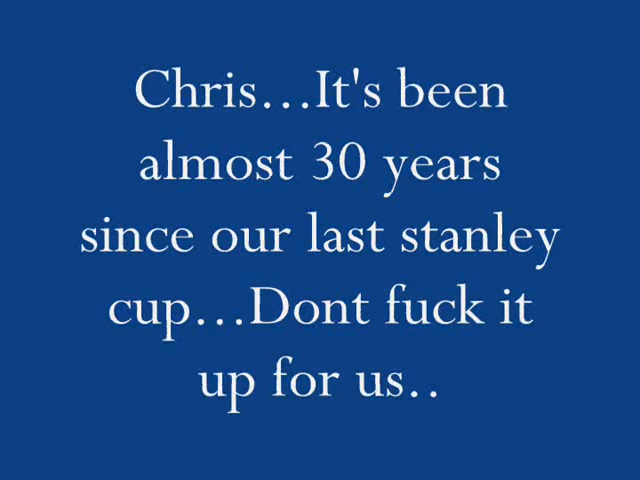 Chris...It's been
almost 30 years
since our last stanley
cup...Dont fuck it
up for us..